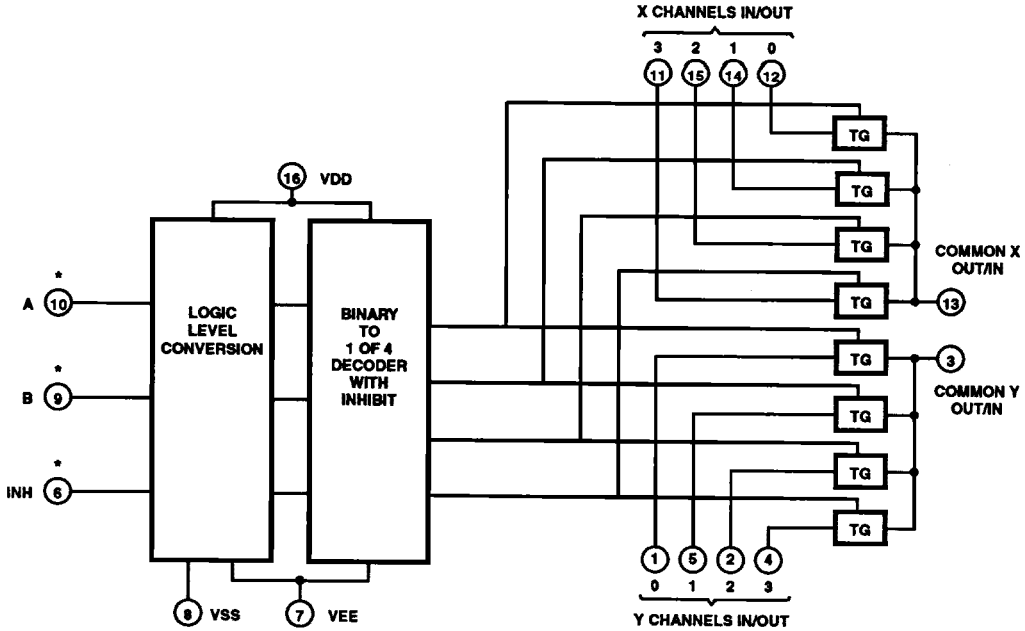 X CHANNELS IN/OUT
3 2 1 0
11 15 14 12
TG
16 VDD
TG
TG
COMMON X
OUT/IN
*
A 10
LOGIC
LEVEL
CONVERSION
BINARY
TO
1 OF 4
DECODER
WITH
INHIBIT
TG
13
TG
3
*
B 9
COMMON Y
OUT/IN
TG
*
INH 6
TG
TG
1 5 2 4
0 1 2 3
8 VSS
7 VEE
Y CHANNELS IN/OUT